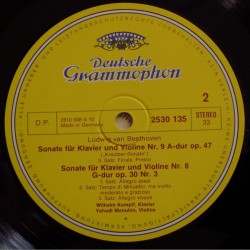 Deutsche
Grammophon
D.P.
Made in Germany
2530 135
2
STEREO
33
Ludwig van Beethoven
Sonate für Klavier und Violine Nr. 9 A-dur op. 47
„Kreutzer-Sonate“
3. Satz: Finale. Presto
Sonate für Klavier und Violine Nr. 8
G-dur op. 30 Nr. 3
1. Satz: Allegro assai
2. Satz: Tempo di Minuetto, ma molto
moderato e grazioso
3. Satz: Allegro vivace
Wilhelm Kempff, Klavier
Yehudi Menuhin, Violine